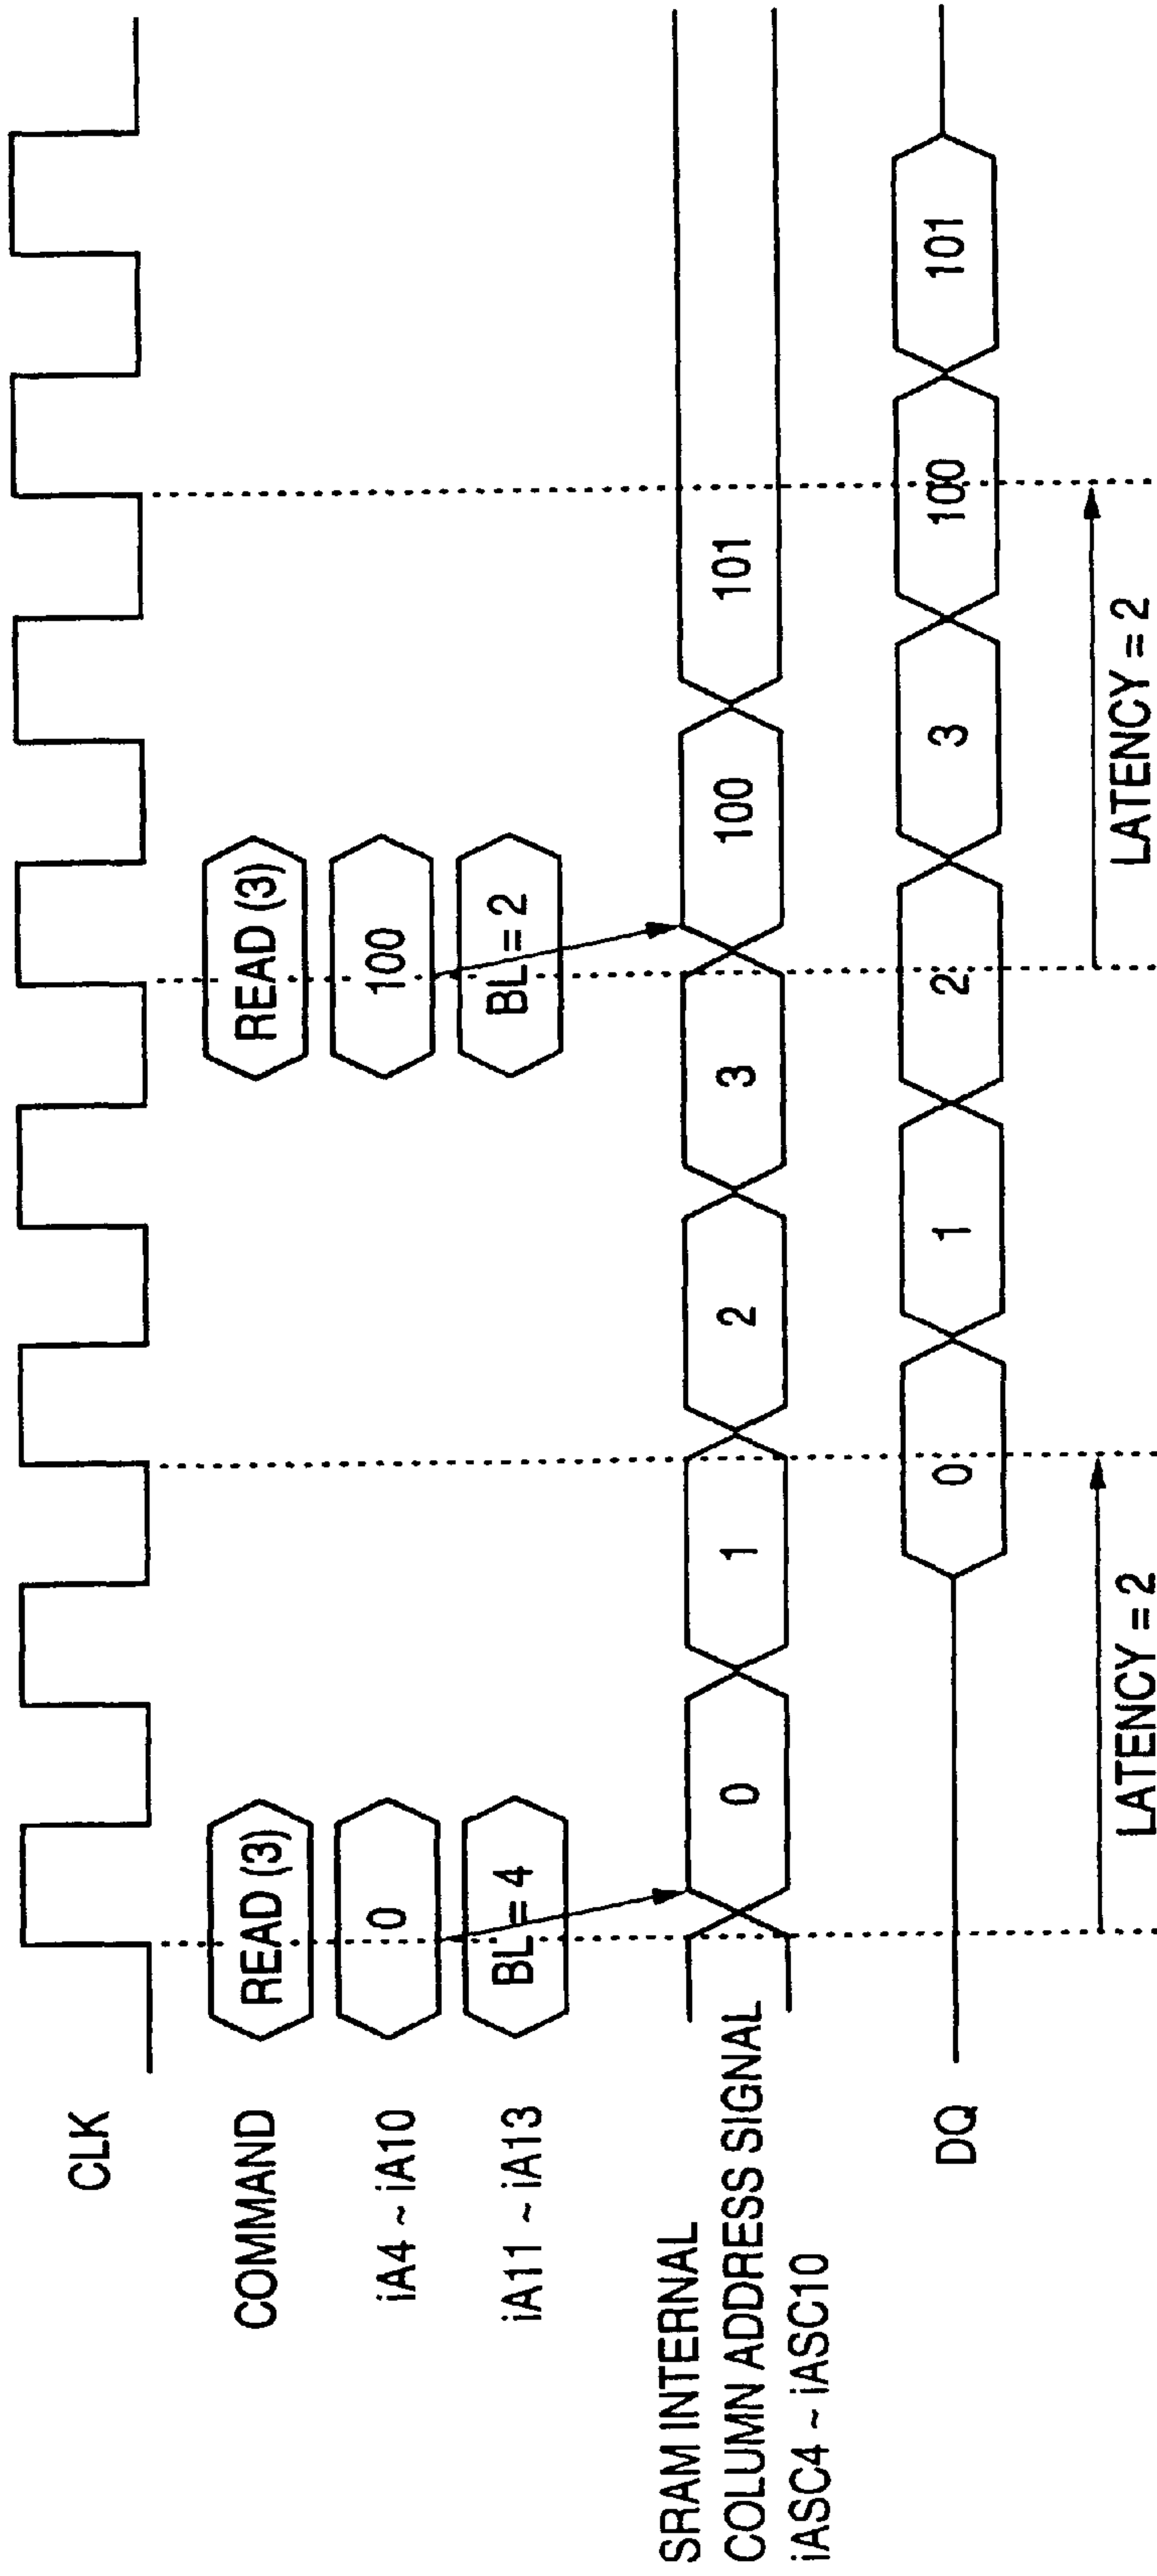 CLK
COMMAND
READ (3)
READ (3)
iA4 ~ iA10
0
100
iA11 ~ iA13
BL = 4
BL = 2
SRAM INTERNAL
COLUMN ADDRESS SIGNAL
iASC4 ~ iASC10
0
1
2
3
100
101
DQ
0
1
2
3
100
101
LATENCY = 2
LATENCY = 2